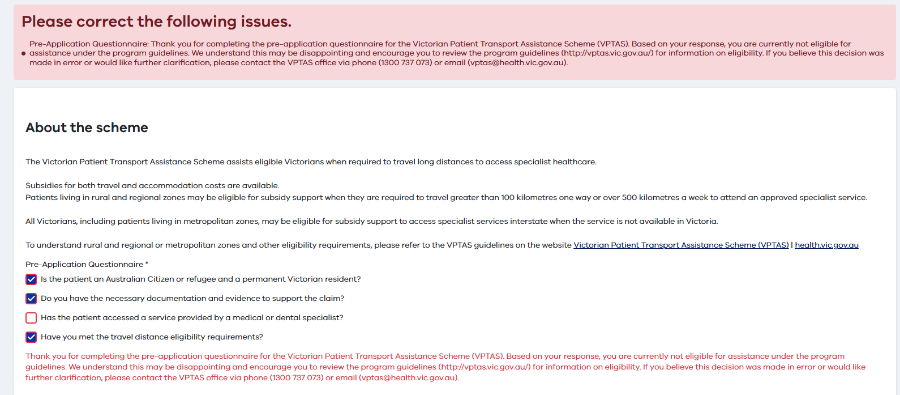 Please correct the following issues.
Pre-Application Questionnaire: Thank you for completing the pre-application questionnaire for the Victorian Patient Transport Assistance Scheme (VPTAS). Based on your response, you are currently not eligible for
assistance under the program guidelines. We understand this may be disappointing and encourage you to review the program guidelines (http://vptas.vic.gov.au/) for information on eligibility. If you believe this decision was
made in error or would like further clarification, please contact the VPTAS office via phone (1300 737 073) or email (vptas@health.vic.gov.au).
About the scheme
The Victorian Patient Transport Assistance Scheme assists eligible Victorians when required to travel long distances to access specialist healthcare.
Subsidies for both travel and accommodation costs are available.
Patients living in rural and regional zones may be eligible for subsidy support when they are required to travel greater than 100 kilometres one way or over 500 kilometres a week to attend an approved specialist service.
All Victorians, including patients living in metropolitan zones, may be eligible for subsidy support to access specialist services interstate when the service is not available in Victoria.
To understand rural and regional or metropolitan zones and other eligibility requirements, please refer to the VPTAS guidelines on the website Victorian Patient Transport Assistance Scheme (VPTAS) | health.vic.gov.au
Pre-Application Questionnaire *
Is the patient an Australian Citizen or refugee and a permanent Victorian resident?
Do you have the necessary documentation and evidence to support the claim?
Has the patient accessed a service provided by a medical or dental specialist?
Have you met the travel distance eligibility requirements?
Thank you for completing the pre-application questionnaire for the Victorian Patient Transport Assistance Scheme (VPTAS). Based on your response, you are currently not eligible for assistance under the program
guidelines. We understand this may be disappointing and encourage you to review the program guidelines (http://vptas.vic.gov.au/) for information on eligibility. If you believe this decision was made in error or would like
further clarification, please contact the VPTAS office via phone (1300 737 073) or email (vptas@health.vic.gov.au).